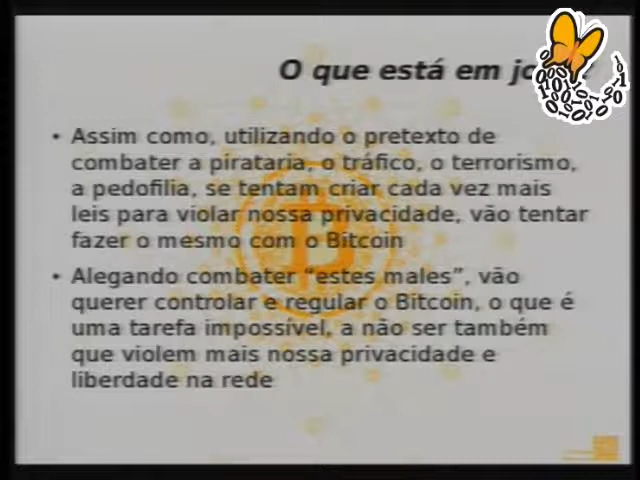 O que está em
• Assim como, utilizando o pretexto de
combater a pirataria, o tráfico, o terrorismo,
a pedofilia, se tentam criar cada vez mais
leis para violar nossa privacidade, vão tentar
fazer o mesmo com o Bitcoin
• Alegando combater “estes males”, vão
querer controlar e regular o Bitcoin, o que é
uma tarefa impossível, a não ser também
que violem mais nossa privacidade e
liberdade na rede